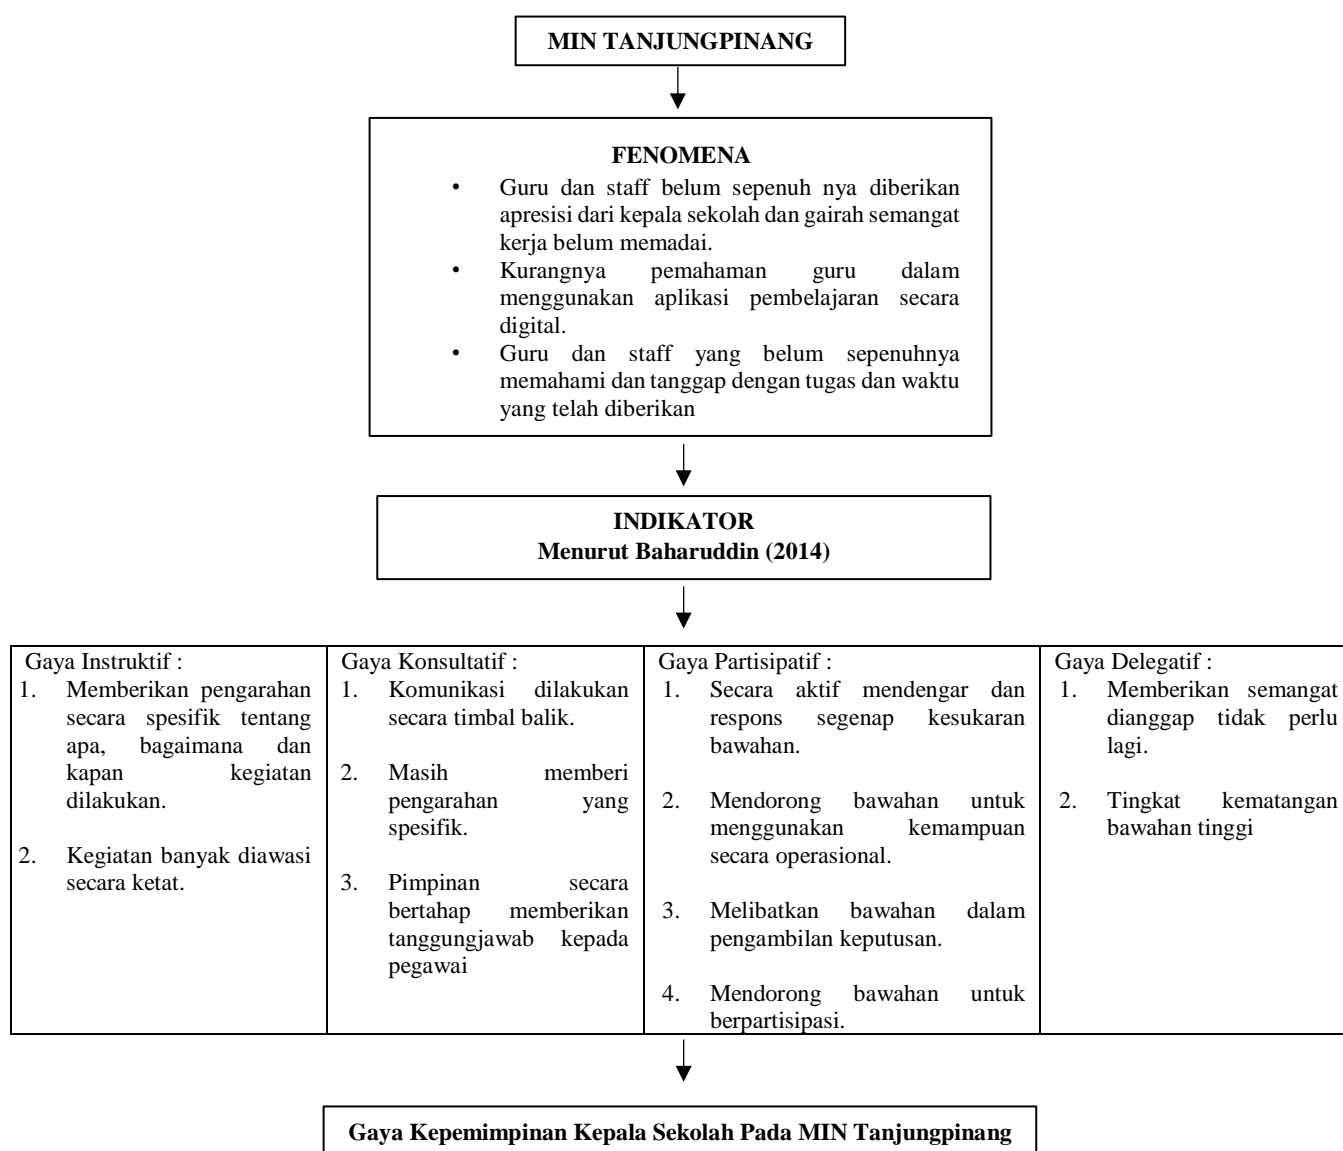 MIN TANJUNGPINANG
FENOMENA
• Guru dan staff belum sepenuh nya diberikan
apresisi dari kepala sekolah dan gairah semangat
kerja belum memadai.
• Kurangnya pemahaman guru dalam
menggunakan aplikasi pembelajaran secara
digital.
• Guru dan staff yang belum sepenuhnya
memahami dan tanggap dengan tugas dan waktu
yang telah diberikan
INDIKATOR
Menurut Baharuddin (2014)
Gaya Instruktif :
1. Memberikan pengarahan
secara spesifik tentang
apa, bagaimana dan
kapan kegiatan
dilakukan.
2. Kegiatan banyak diawasi
secara ketat.
Gaya Konsultatif :
1. Komunikasi dilakukan
secara timbal balik.
2. Masih memberi
pengarahan yang
spesifik.
3. Pimpinan secara
bertahap memberikan
tanggungjawab kepada
pegawai
Gaya Partisipatif :
1. Secara aktif mendengar dan
respons segenap kesukaran
bawahan.
2. Mendorong bawahan untuk
menggunakan kemampuan
secara operasional.
3. Melibatkan bawahan dalam
pengambilan keputusan.
4. Mendorong bawahan untuk
berpartisipasi.
Gaya Delegatif :
1. Memberikan semangat
dianggap tidak perlu
lagi.
2. Tingkat kematangan
bawahan tinggi
Gaya Kepemimpinan Kepala Sekolah Pada MIN Tanjungpinang